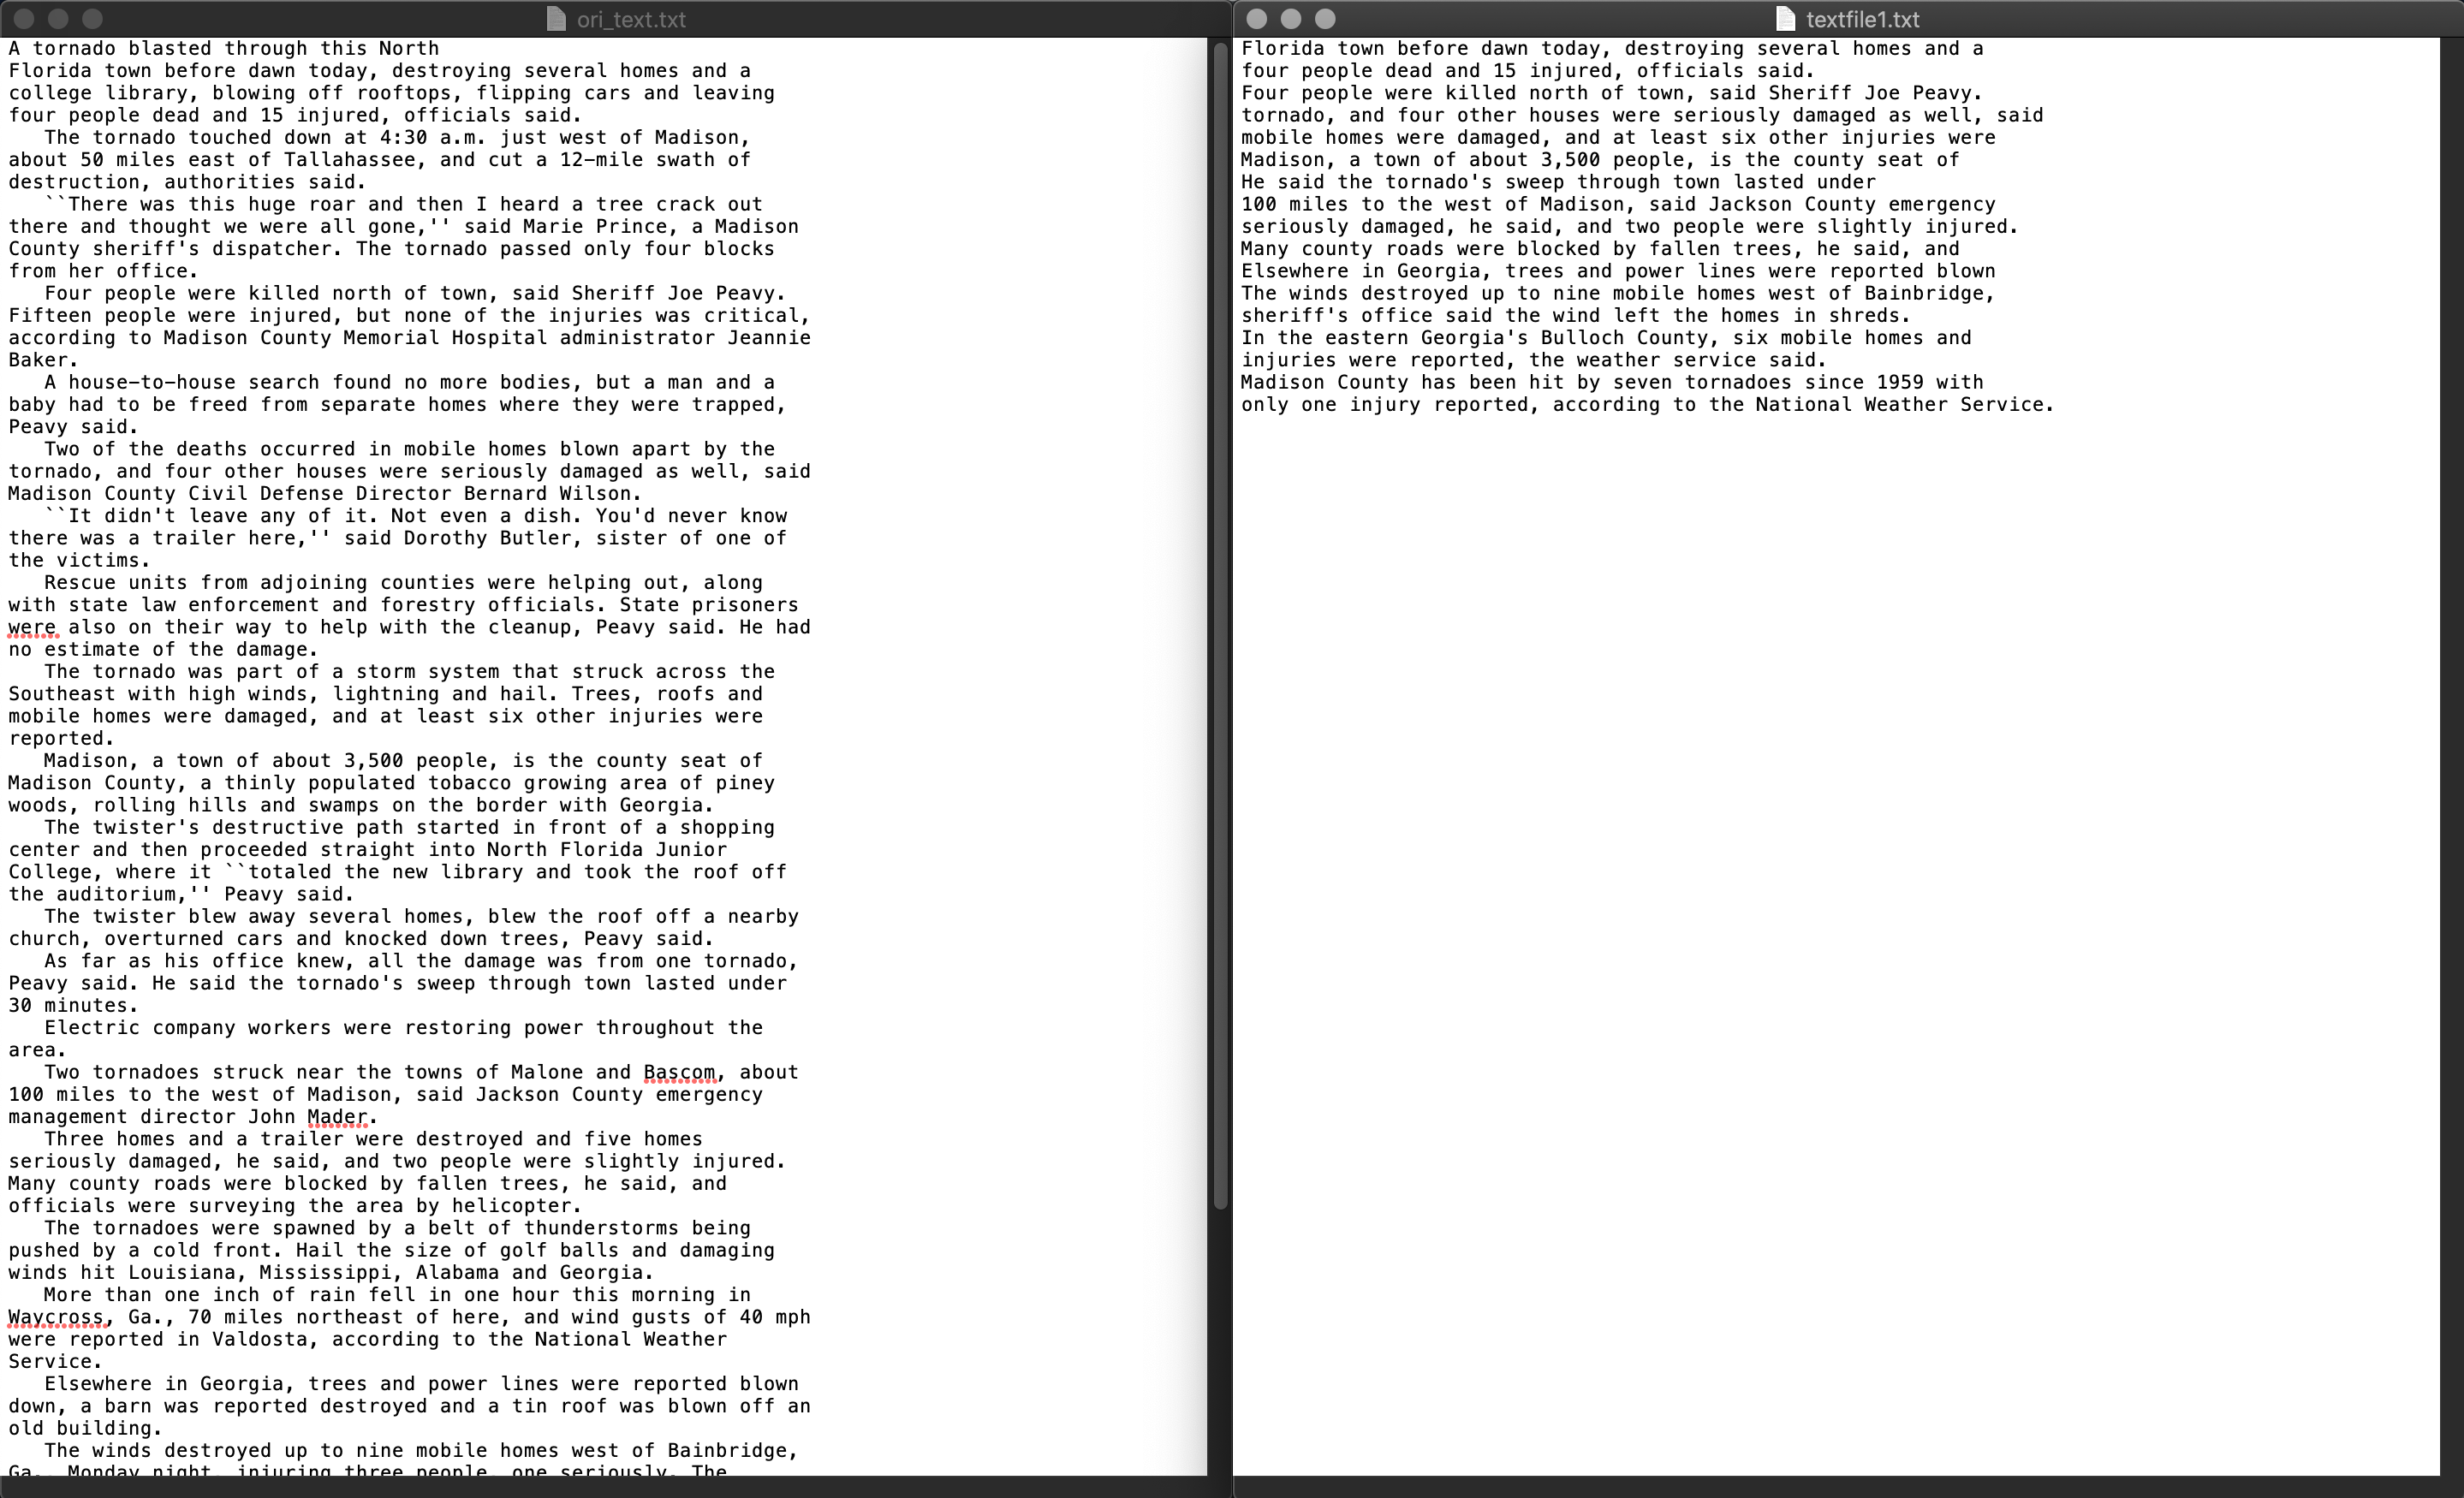 ori_text.txt
A tornado blasted through this North
Florida town before dawn today, destroying several homes and a
college library, blowing off rooftops, flipping cars and leaving
four people dead and 15 injured, officials said.
The tornado touched down at 4:30 a.m. just west of Madison,
about 50 miles east of Tallahassee, and cut a 12-mile swath of
destruction, authorities said.
``There was this huge roar and then I heard a tree crack out
there and thought we were all gone,'' said Marie Prince, a Madison
County sheriff's dispatcher. The tornado passed only four blocks
from her office.
Four people were killed north of town, said Sheriff Joe Peavy.
Fifteen people were injured, but none of the injuries was critical,
according to Madison County Memorial Hospital administrator Jeannie
Baker.
A house-to-house search found no more bodies, but a man and a
baby had to be freed from separate homes where they were trapped,
Peavy said.
Two of the deaths occurred in mobile homes blown apart by the
tornado, and four other houses were seriously damaged as well, said
Madison County Civil Defense Director Bernard Wilson.
``It didn't leave any of it. Not even a dish. You'd never know
there was a trailer here,'' said Dorothy Butler, sister of one of
the victims.
Rescue units from adjoining counties were helping out, along
with state law enforcement and forestry officials. State prisoners
were also on their way to help with the cleanup, Peavy said. He had
no estimate of the damage.
The tornado was part of a storm system that struck across the
Southeast with high winds, lightning and hail. Trees, roofs and
mobile homes were damaged, and at least six other injuries were
reported.
Madison, a town of about 3,500 people, is the county seat of
Madison County, a thinly populated tobacco growing area of piney
woods, rolling hills and swamps on the border with Georgia.
The twister's destructive path started in front of a shopping
center and then proceeded straight into North Florida Junior
College, where it ``totaled the new library and took the roof off
the auditorium,'' Peavy said.
The twister blew away several homes, blew the roof off a nearby
church, overturned cars and knocked down trees, Peavy said.
As far as his office knew, all the damage was from one tornado,
Peavy said. He said the tornado's sweep through town lasted under
30 minutes.
Electric company workers were restoring power throughout the
area.
Two tornadoes struck near the towns of Malone and Bascom, about
100 miles to the west of Madison, said Jackson County emergency
management director John Mader.
Three homes and a trailer were destroyed and five homes
seriously damaged, he said, and two people were slightly injured.
Many county roads were blocked by fallen trees, he said, and
officials were surveying the area by helicopter.
The tornadoes were spawned by a belt of thunderstorms being
pushed by a cold front. Hail the size of golf balls and damaging
winds hit Louisiana, Mississippi, Alabama and Georgia.
More than one inch of rain fell in one hour this morning in
Waycross, Ga., 70 miles northeast of here, and wind gusts of 40 mph
were reported in Valdosta, according to the National Weather
Service.
Elsewhere in Georgia, trees and power lines were reported blown
down, a barn was reported destroyed and a tin roof was blown off an
old building.
The winds destroyed up to nine mobile homes west of Bainbridge,
Ga., Monday night, injuring three people, one seriously. The
textfile1.txt
Florida town before dawn today, destroying several homes and a
four people dead and 15 injured, officials said.
Four people were killed north of town, said Sheriff Joe Peavy.
tornado, and four other houses were seriously damaged as well, said
mobile homes were damaged, and at least six other injuries were
Madison, a town of about 3,500 people, is the county seat of
He said the tornado's sweep through town lasted under
100 miles to the west of Madison, said Jackson County emergency
seriously damaged, he said, and two people were slightly injured.
Many county roads were blocked by fallen trees, he said, and
Elsewhere in Georgia, trees and power lines were reported blown
The winds destroyed up to nine mobile homes west of Bainbridge,
sheriff's office said the wind left the homes in shreds.
In the eastern Georgia's Bulloch County, six mobile homes and
injuries were reported, the weather service said.
Madison County has been hit by seven tornadoes since 1959 with
only one injury reported, according to the National Weather Service.